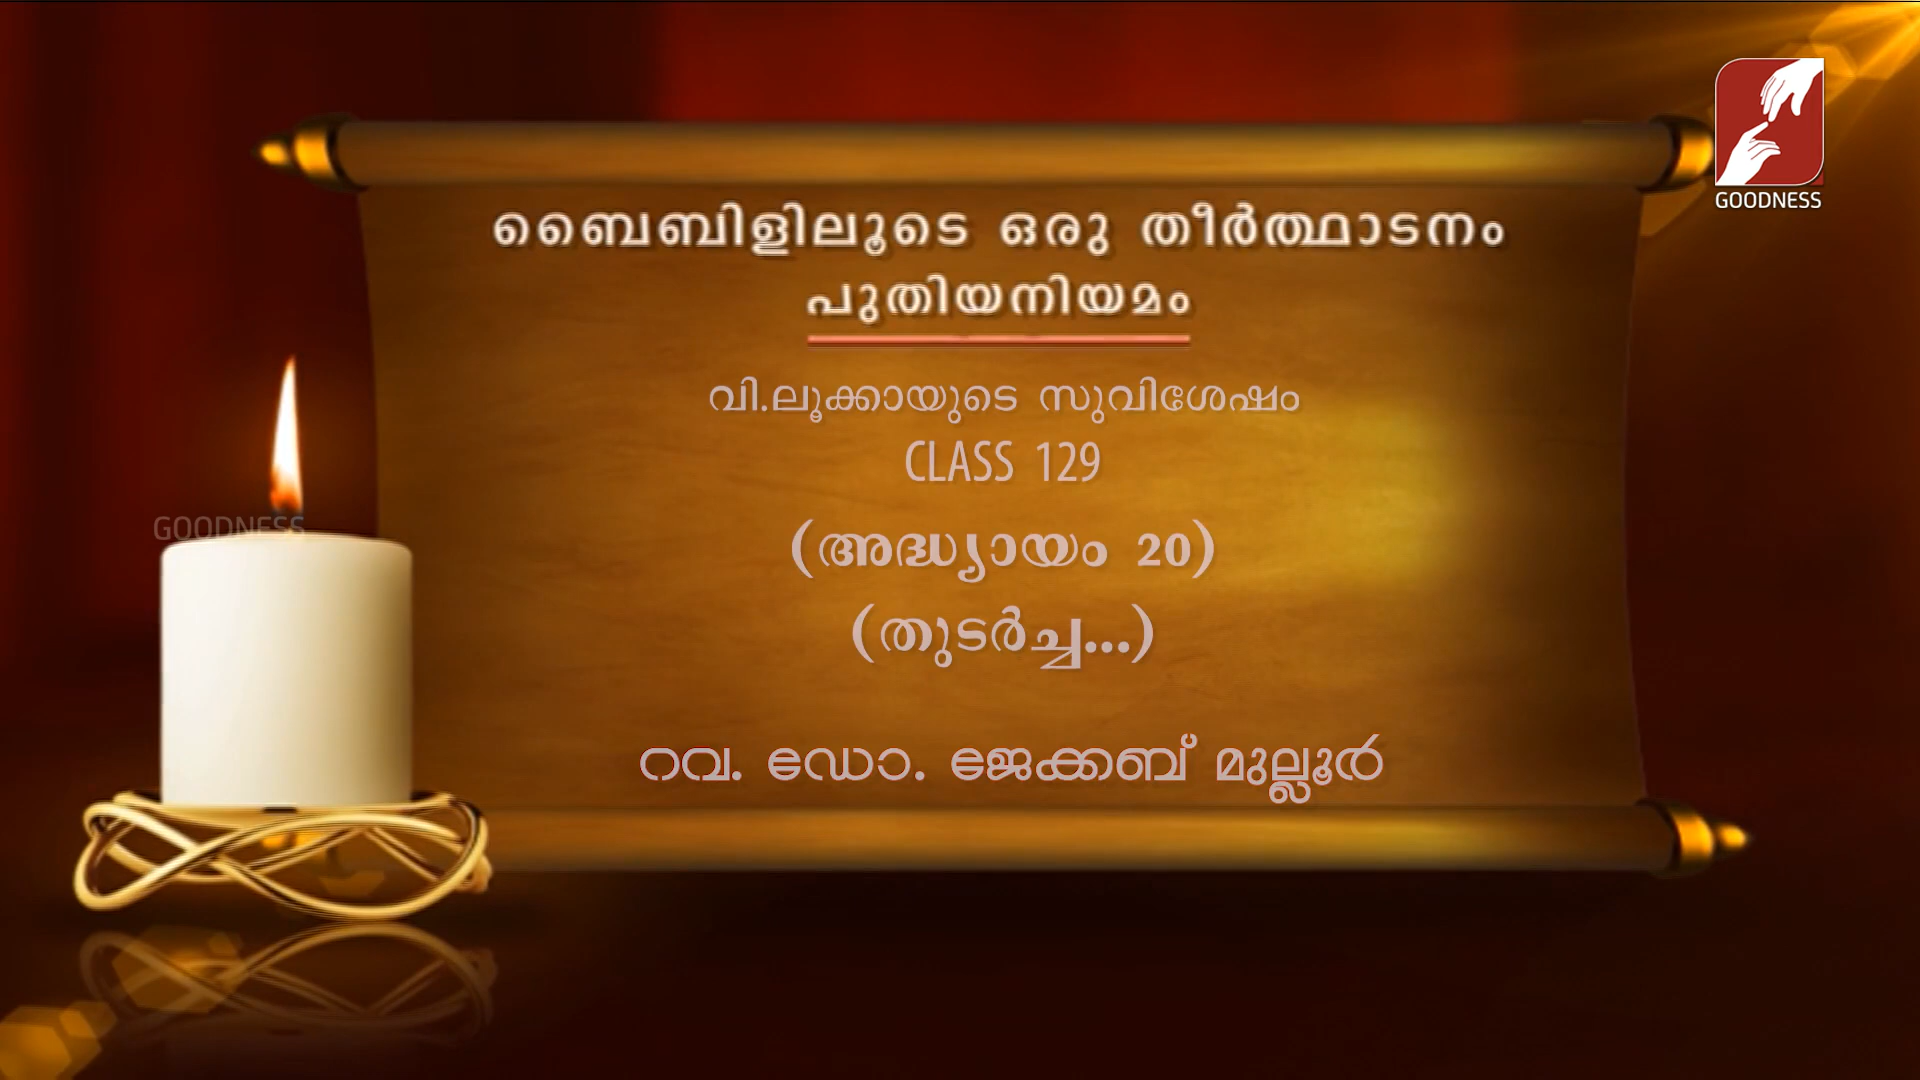 GOODNESS
ബൈബിളിലൂടെ ഒരു തീർത്ഥാടനം
പുതിയനിയമം
വി.ലൂക്കായുടെ സുവിശേഷം
CLASS 129
GOODNESS
(അദ്ധ്യായം 20)
(തുടർച്ച...)
റവ. ഡോ. ജേക്കബ് മുല്ലൂർ